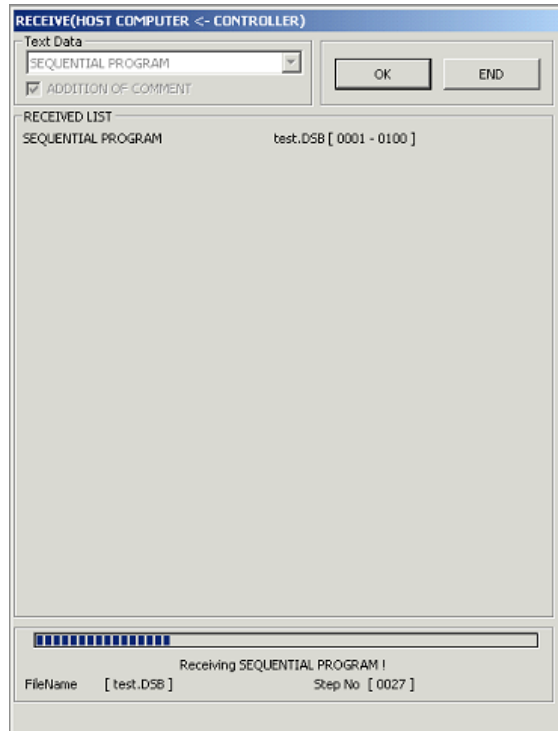 RECEIVE(HOST COMPUTER <- CONTROLLER)
Text Data
SEQUENTIAL PROGRAM
ADDITION OF COMMENT
OK
END
RECEIVED LIST
SEQUENTIAL PROGRAM test.DSB [ 0001 - 0100 ]
Receiving SEQUENTIAL PROGRAM !
FileName [ test.DSB ] Step No [ 0027 ]